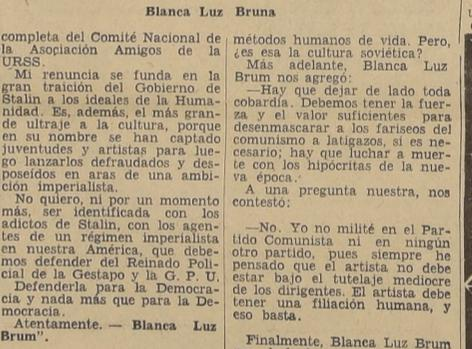 Blanca Luz Bruna
completa del Comité Nacional de
la Asociación Amigos de la
URSS.
Mi renuncia se funda en la
gran traición del Gobierno de
Stalin a los ideales de la Huma-
nidad. Es, además, el más gran-
de ultraje a la cultura, porque
en su nombre se han captado
juventudes y artistas para lue-
go lanzarlos defraudados y des-
poseídos en aras de una ambi-
ción imperialista.
No quiero, ni por un momento
más, ser identificada con los
adictos de Stalin, con los agen-
tes de un régimen imperialista
en nuestra América, que debe-
mos defender del Reinado Poli-
cial de la Gestapo y la G. P. U.
Defenderla para la Democra-
cia y nada más que para la De-
mocracia.
Atentamente. — Blanca Luz
Brum".
métodos humanos de vida. Pero,
¿es esa la cultura soviética?
Más adelante, Blanca Luz
Brum nos agregó:
—Hay que dejar de lado toda
cobardía. Debemos tener la fuer-
za y el valor suficientes para
desenmascarar a los fariseos del
comunismo a latigazos, si es ne-
cesario; hay que luchar a muer-
te con los hipócritas de la nue-
va época.
A una pregunta nuestra, nos
contestó:
—No. Yo no milité en el Par-
tido Comunista ni en ningún
otro partido, pues siempre he
pensado que el artista no debe
estar bajo el tutelaje mediocre
de los dirigentes. El artista debe
tener una filiación humana, y
eso basta.
Finalmente, Blanca Luz Brum